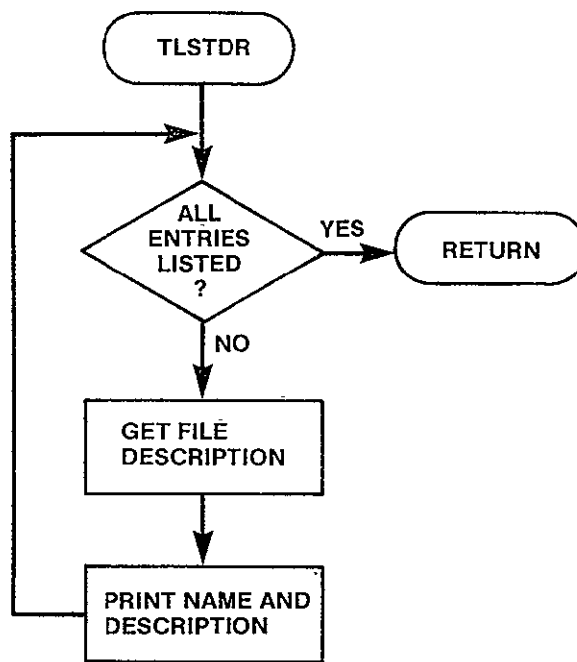 TLSTDR
ALL
ENTRIES
LISTED
?
YES
RETURN
NO
GET FILE
DESCRIPTION
PRINT NAME AND
DESCRIPTION